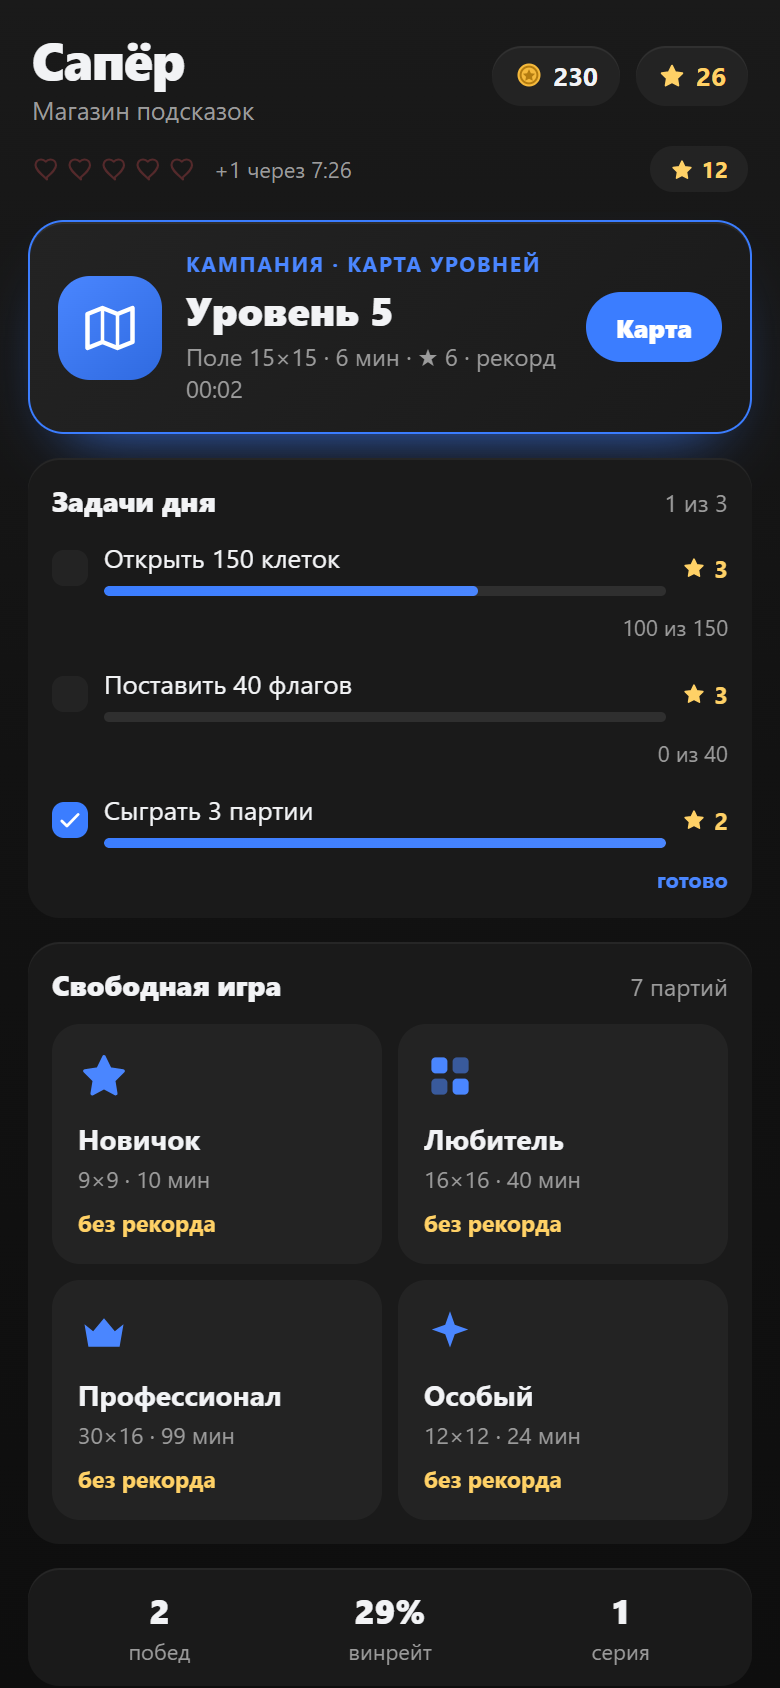 Сапёр
230
26
Магазин подсказок
+1 через 7:26
12
КАМПАНИЯ · КАРТА УРОВНЕЙ
Уровень 5
Поле 15×15 · 6 мин · ★ 6 · рекорд
00:02
Карта
Задачи дня
1 из 3
Открыть 150 клеток
3
100 из 150
Поставить 40 флагов
3
0 из 40
Сыграть 3 партии
2
готово
Свободная игра
7 партий
Новичок
9×9 · 10 мин
без рекорда
Любитель
16×16 · 40 мин
без рекорда
Профессионал
30×16 · 99 мин
без рекорда
Особый
12×12 · 24 мин
без рекорда
2
побед
29%
винрейт
1
серия